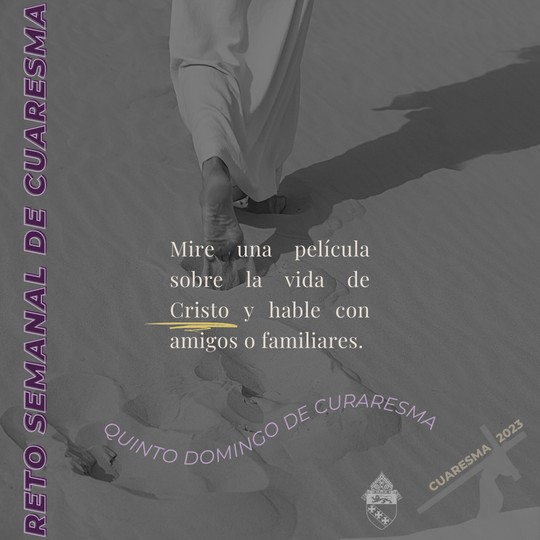 RETO SEMANAL DE CUARESMA
Mire una película
sobre la vida de
Cristo y hable con
amigos o familiares.
QUINTO DOMINGO DE CURARESMA
CUARESMA 2023